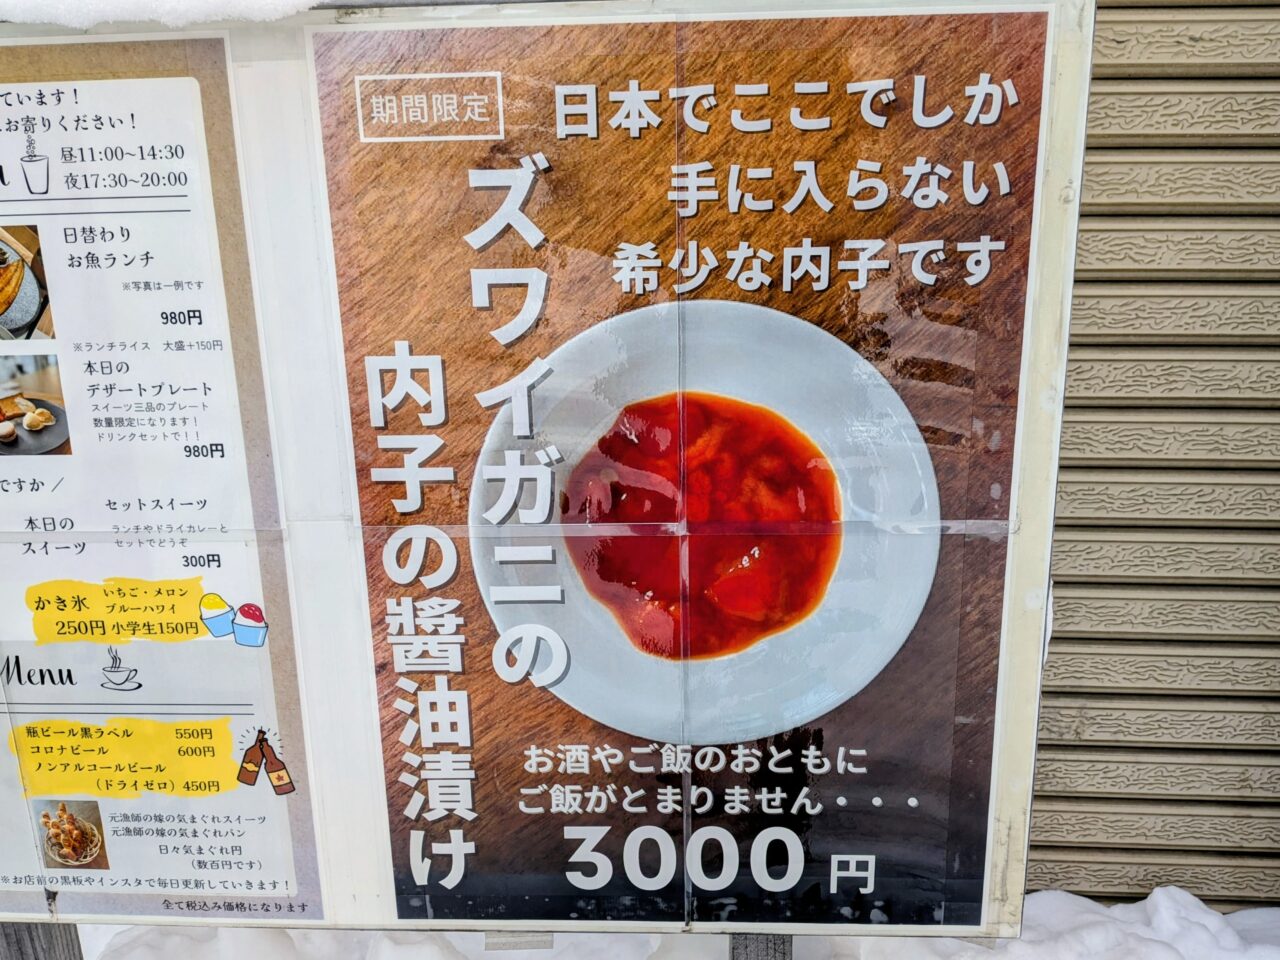 ています！
お寄りください！
昼11:00~14:30
夜17:30~20:00
日替わり
お魚ランチ
※写真は一例です
980円
※ランチライス 大盛+150円
本日の
デザートプレート
スイーツ三品のプレート
数量限定になります！
ドリンクセットで！！
980円
ですか／
セットスイーツ
本日の
スイーツ
ランチやドライカレーと
セットでどうぞ
300円
かき氷
いちご・メロン
ブルーハワイ
250円 小学生150円
Menu
瓶ビール黒ラベル 550円
コロナビール 600円
ノンアルコールビール
（ドライゼロ）450円
元漁師の嫁の気まぐれスイーツ
元漁師の嫁の気まぐれパン
日々気まぐれ円
（数百円です）
※お店前の黒板やインスタで毎日更新していきます！
全て税込み価格になります
期間限定
日本でここでしか
手に入らない
希少な内子です
ズワイガニの
内子の醬油漬け
お酒やご飯のおともに
ご飯がとまりません・・・
3000円